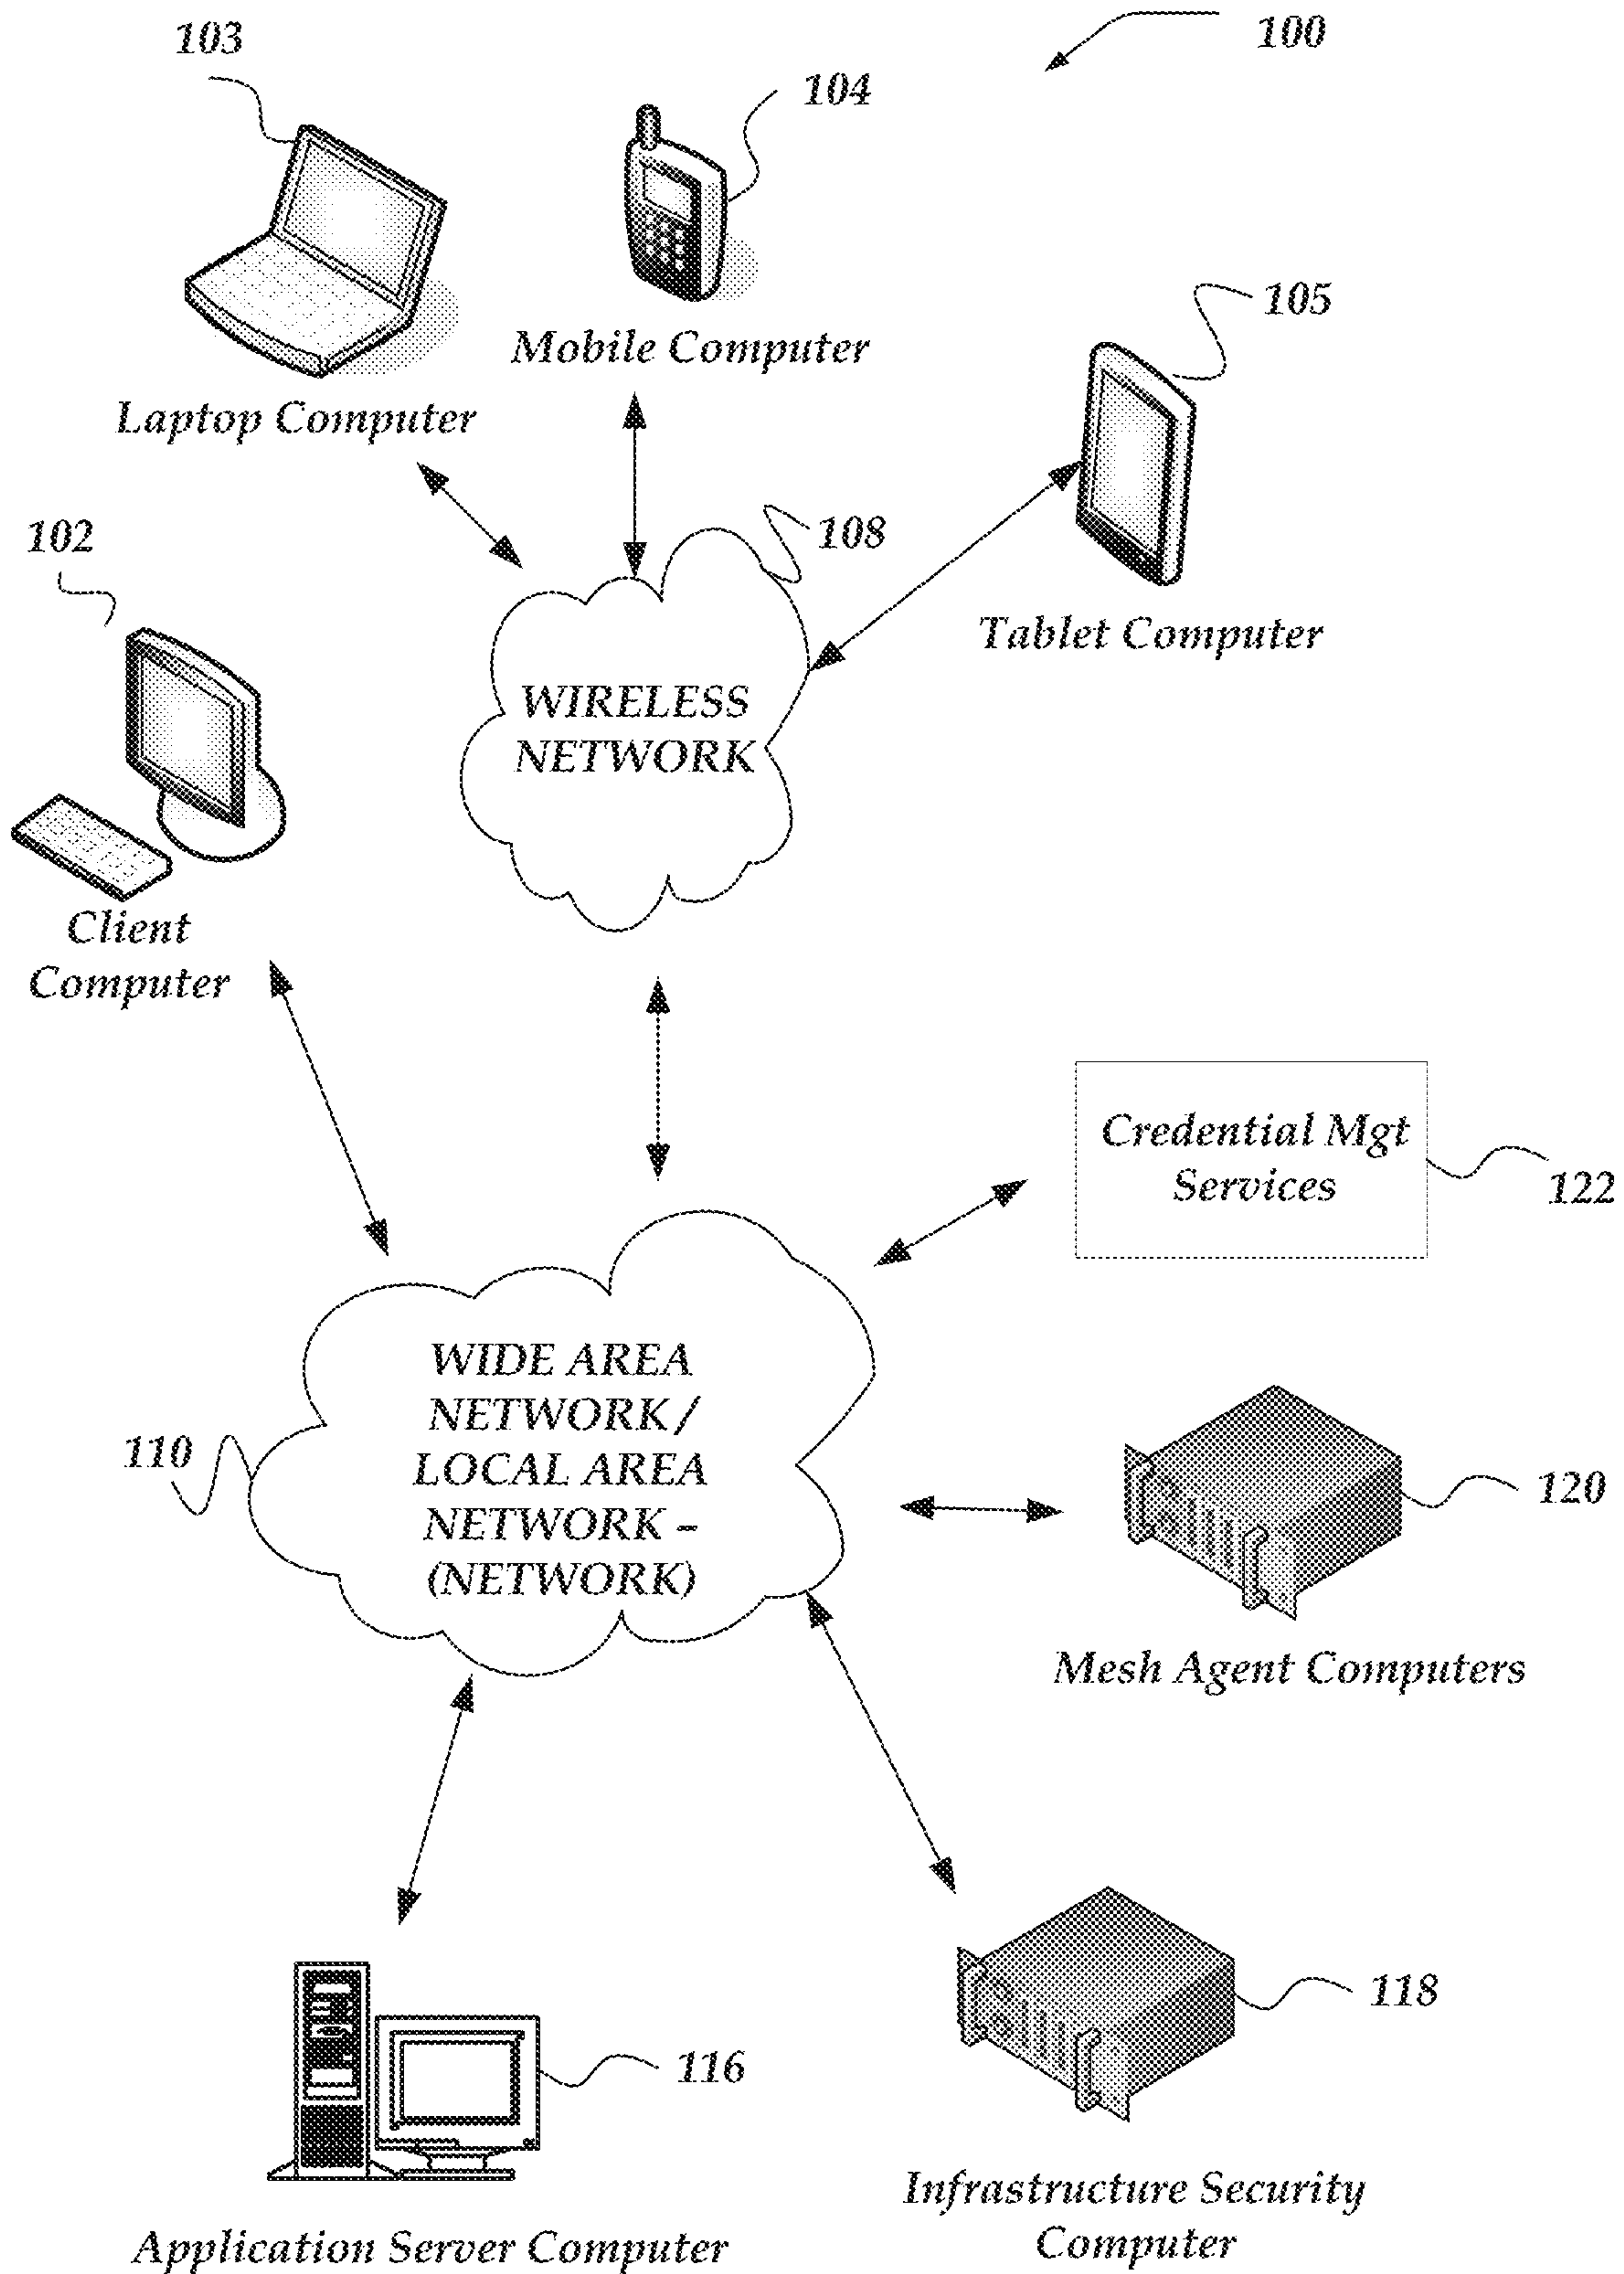 103
100
104
Mobile Computer
105
Laptop Computer
102
108
Tablet Computer
WIRELESS
NETWORK
Client
Computer
Credential Mgt
Services
122
WIDE AREA
NETWORK /
LOCAL AREA
NETWORK –
(NETWORK)
110
120
Mesh Agent Computers
118
116
Infrastructure Security
Computer
Application Server Computer